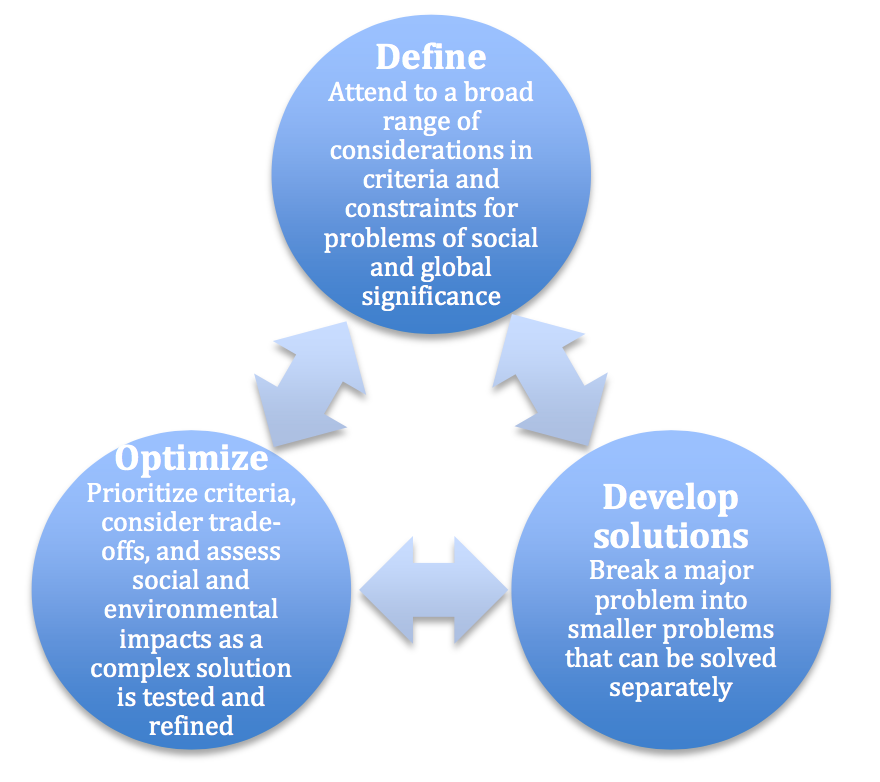 Define
Attend to a broad
range of
considerations in
criteria and
constraints for
problems of social
and global
significance
Optimize
Prioritize criteria,
consider trade-
offs, and assess
social and
environmental
impacts as a
complex solution
is tested and
refined
Develop
solutions
Break a major
problem into
smaller problems
that can be solved
separately